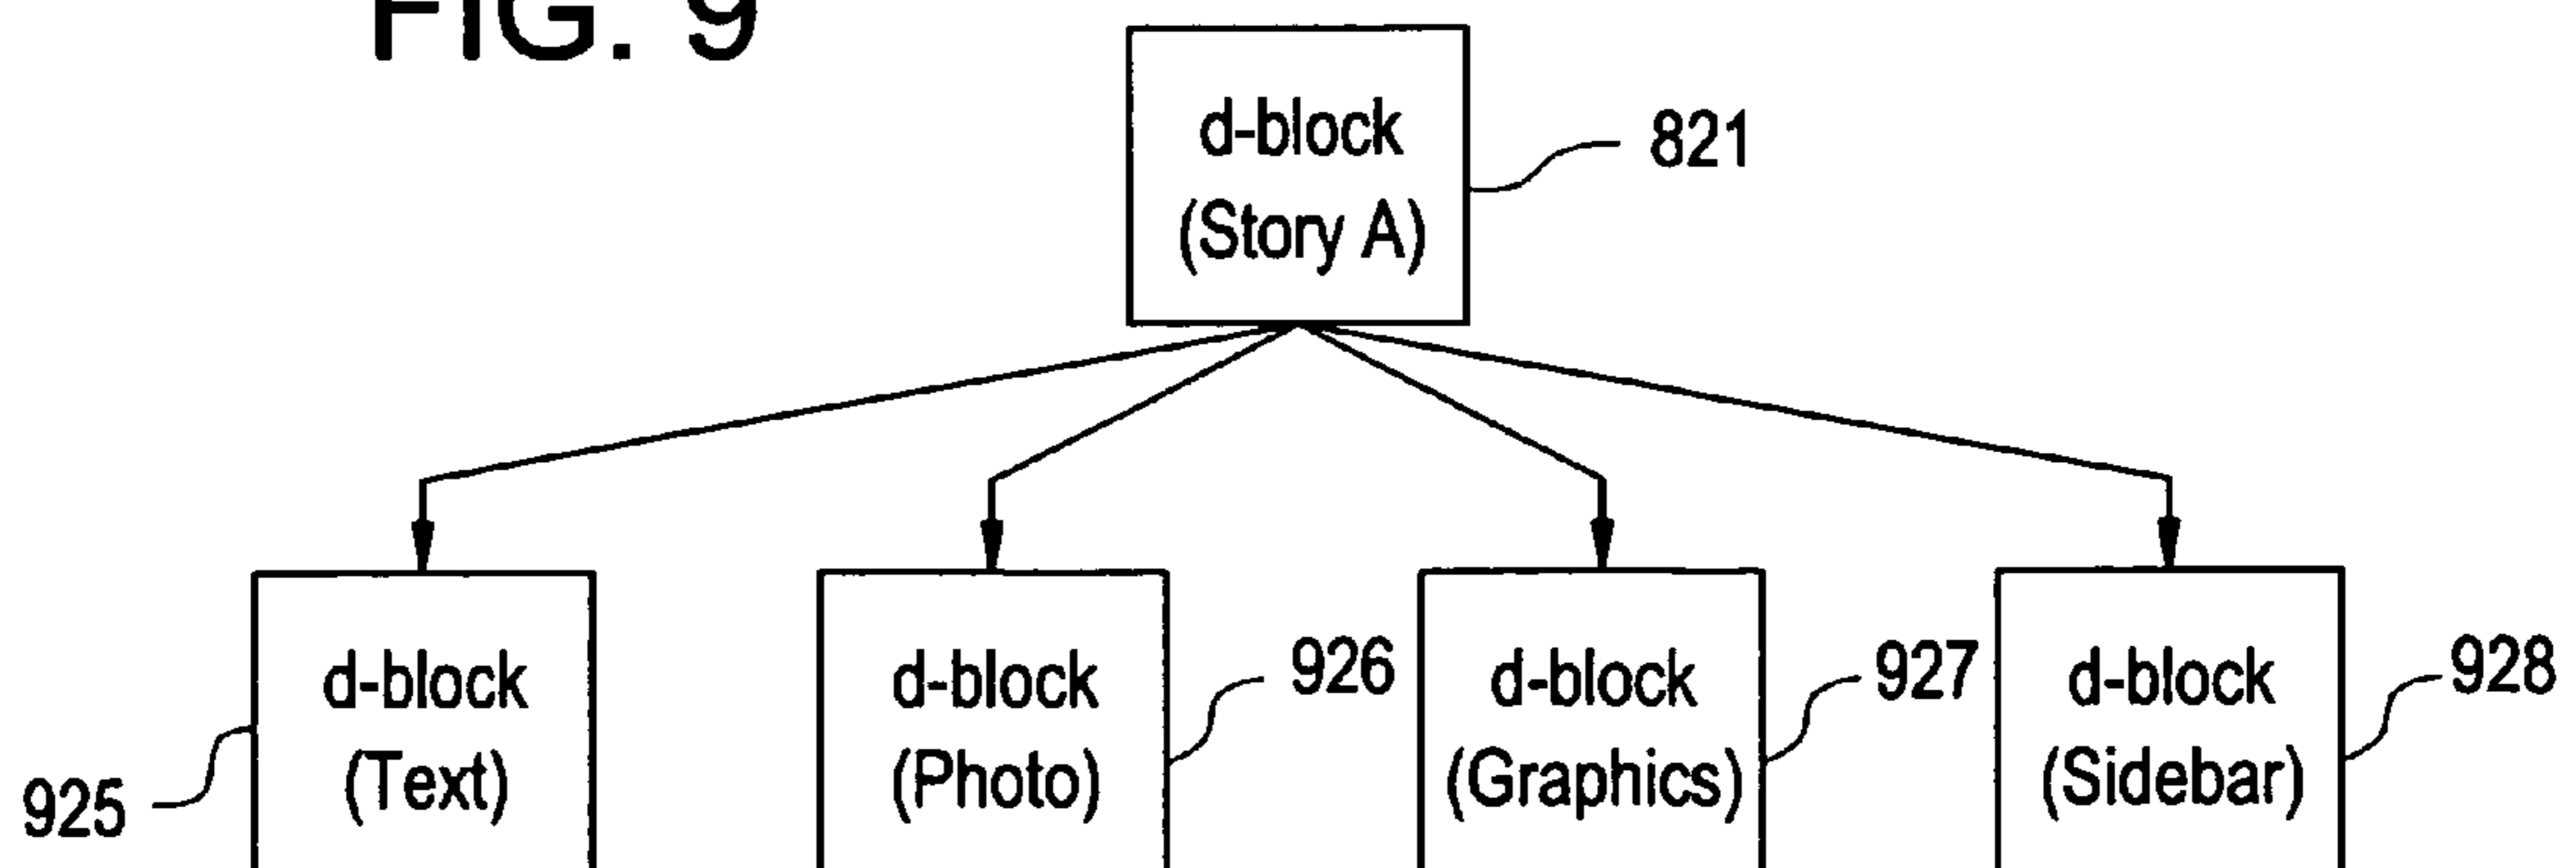 FIG. 9
d-block
(Story A)
821
d-block
(Text)
925
d-block
(Photo)
926
d-block
(Graphics)
927
d-block
(Sidebar)
928